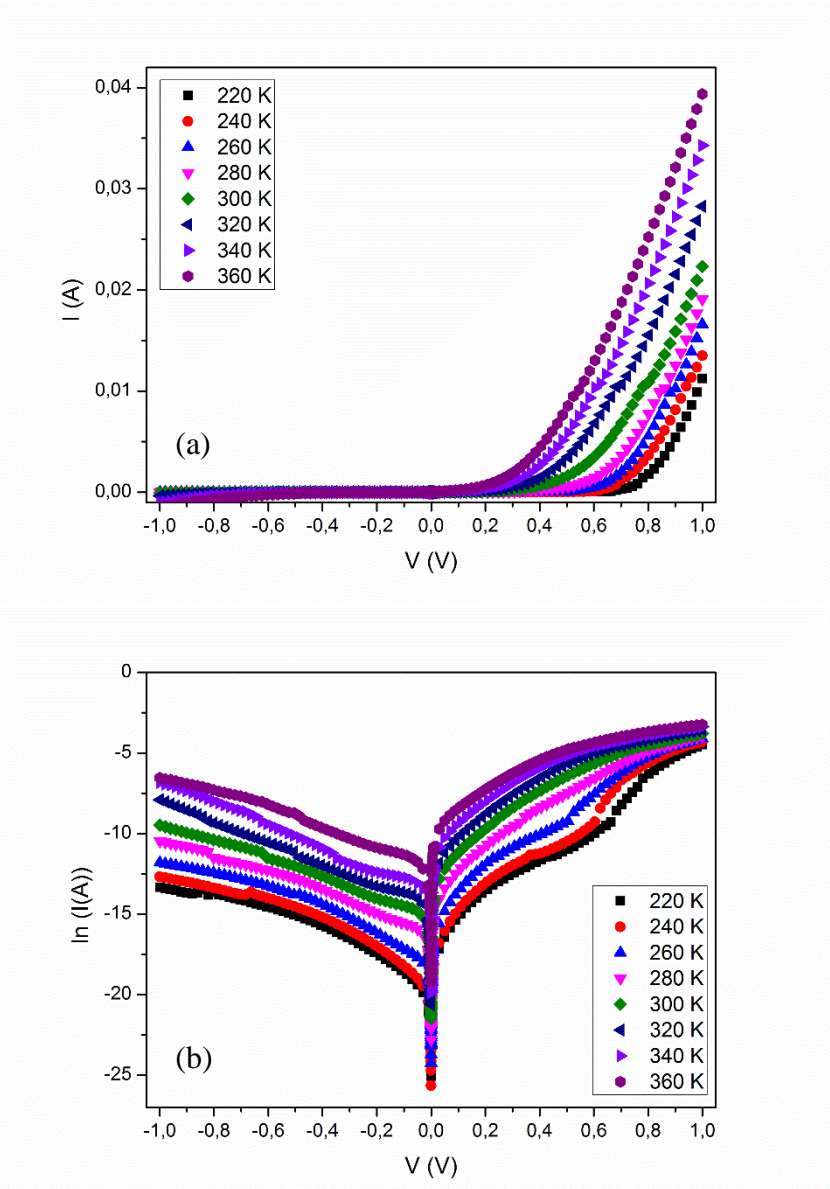 0,04
0,03
0,02
0,01
0,00
I (A)
220 K
240 K
260 K
280 K
300 K
320 K
340 K
360 K
(a)
-1,0 -0,8 -0,6 -0,4 -0,2 0,0 0,2 0,4 0,6 0,8 1,0
V (V)
0
-5
-10
-15
-20
-25
ln (I(A))
220 K
240 K
260 K
280 K
300 K
320 K
340 K
360 K
(b)
-1,0 -0,8 -0,6 -0,4 -0,2 0,0 0,2 0,4 0,6 0,8 1,0
V (V)